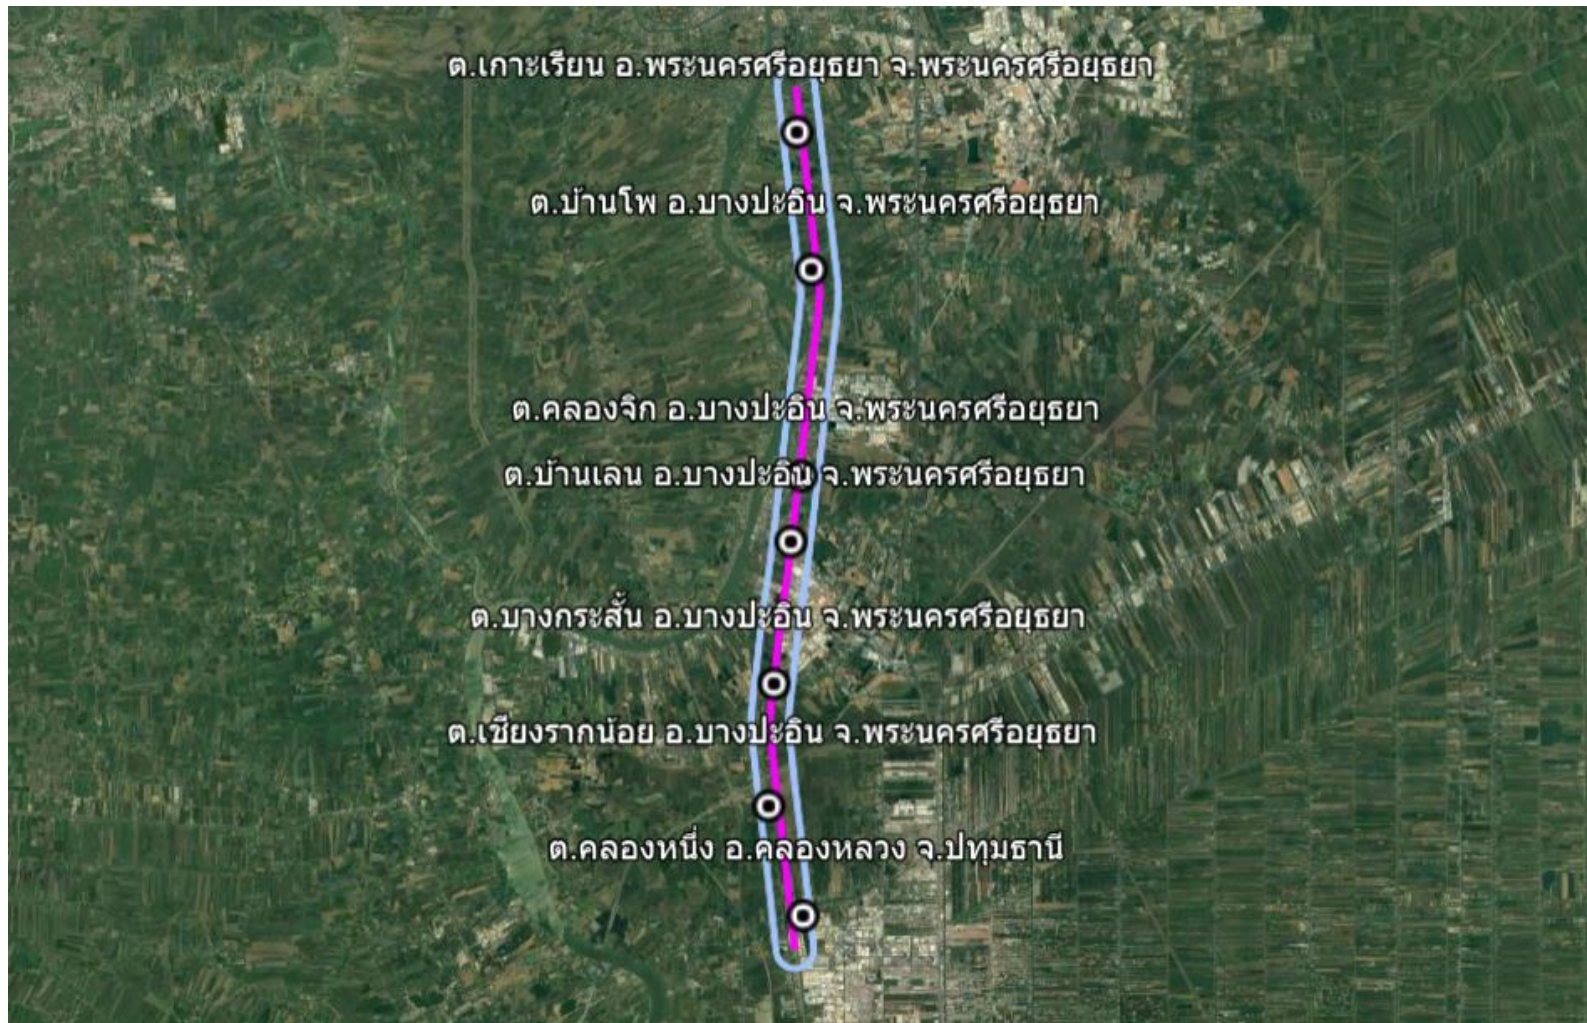 ต.เกาะเรียน อ.พระนครศรีอยุธยา จ.พระนครศรีอยุธยา
ต.บ้านโพ อ.บางปะอิน จ.พระนครศรีอยุธยา
ต.คลองจิก อ.บางปะอิน จ.พระนครศรีอยุธยา
ต.บ้านเลน อ.บางปะอิน จ.พระนครศรีอยุธยา
ต.บางกระสั้น อ.บางปะอิน จ.พระนครศรีอยุธยา
ต.เชียงรากน้อย อ.บางปะอิน จ.พระนครศรีอยุธยา
ต.คลองหนึ่ง อ.คลองหลวง จ.ปทุมธานี